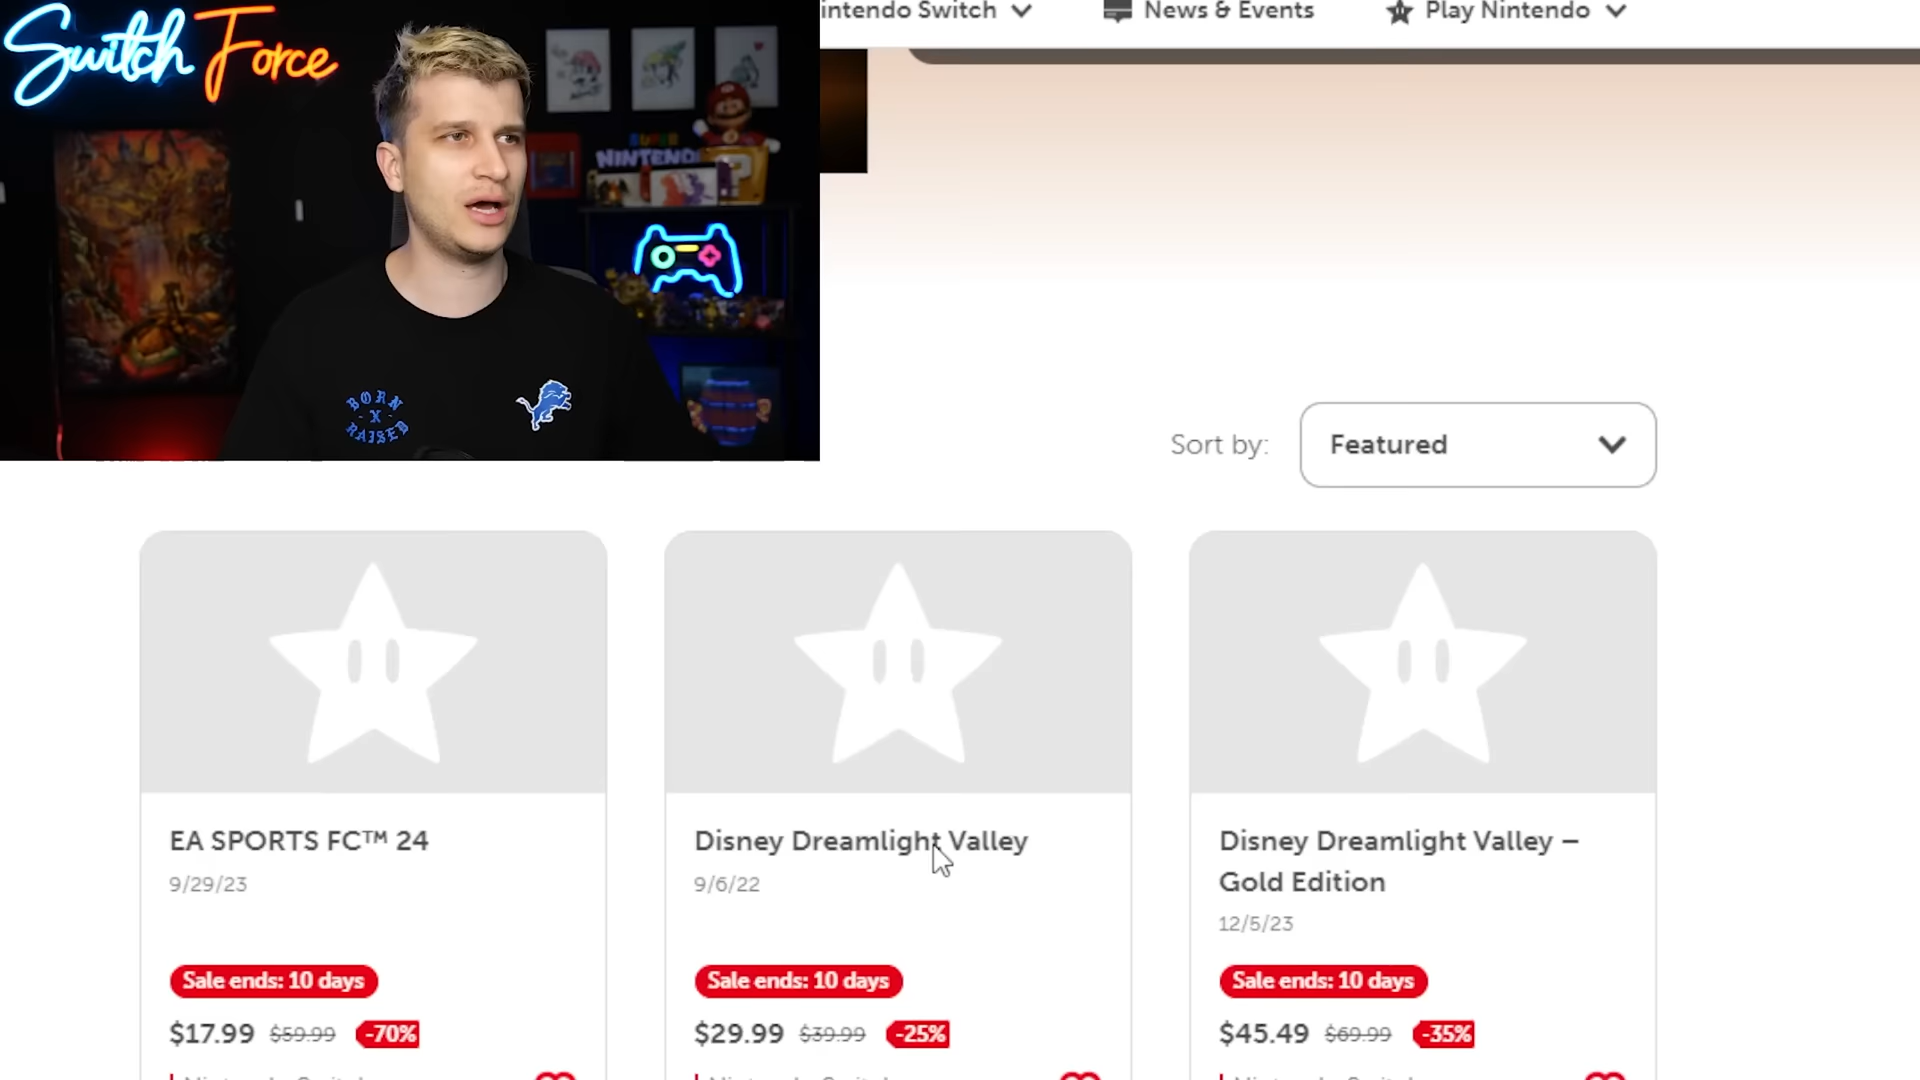 Switch Force
NINTENDO
BORN
X
RAISED
intendo Switch
News & Events
Play Nintendo
Sort by:
Featured
EA SPORTS FC™ 24
9/29/23
Sale ends: 10 days
$17.99 $59.99 -70%
Disney Dreamlight Valley
9/6/22
Sale ends: 10 days
$29.99 $39.99 -25%
Disney Dreamlight Valley –
Gold Edition
12/5/23
Sale ends: 10 days
$45.49 $69.99 -35%